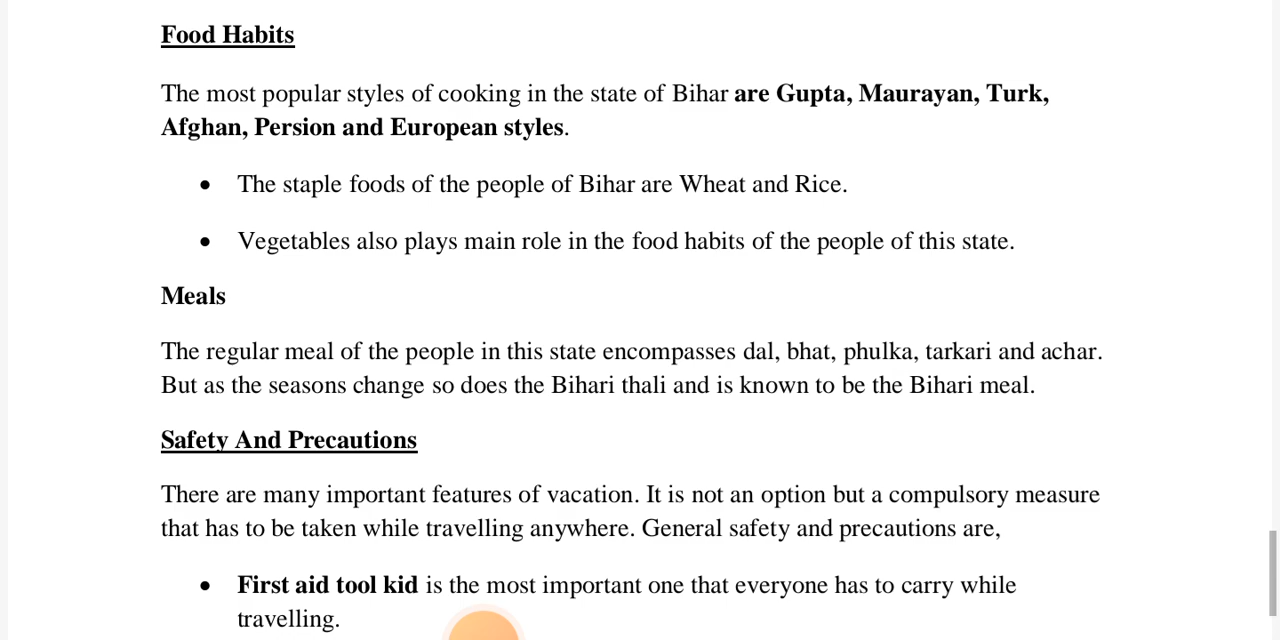 Food Habits
The most popular styles of cooking in the state of Bihar are Gupta, Maurayan, Turk,
Afghan, Persion and European styles.
• The staple foods of the people of Bihar are Wheat and Rice.
• Vegetables also plays main role in the food habits of the people of this state.
Meals
The regular meal of the people in this state encompasses dal, bhat, phulka, tarkari and achar.
But as the seasons change so does the Bihari thali and is known to be the Bihari meal.
Safety And Precautions
There are many important features of vacation. It is not an option but a compulsory measure
that has to be taken while travelling anywhere. General safety and precautions are,
• First aid tool kid is the most important one that everyone has to carry while
travelling.